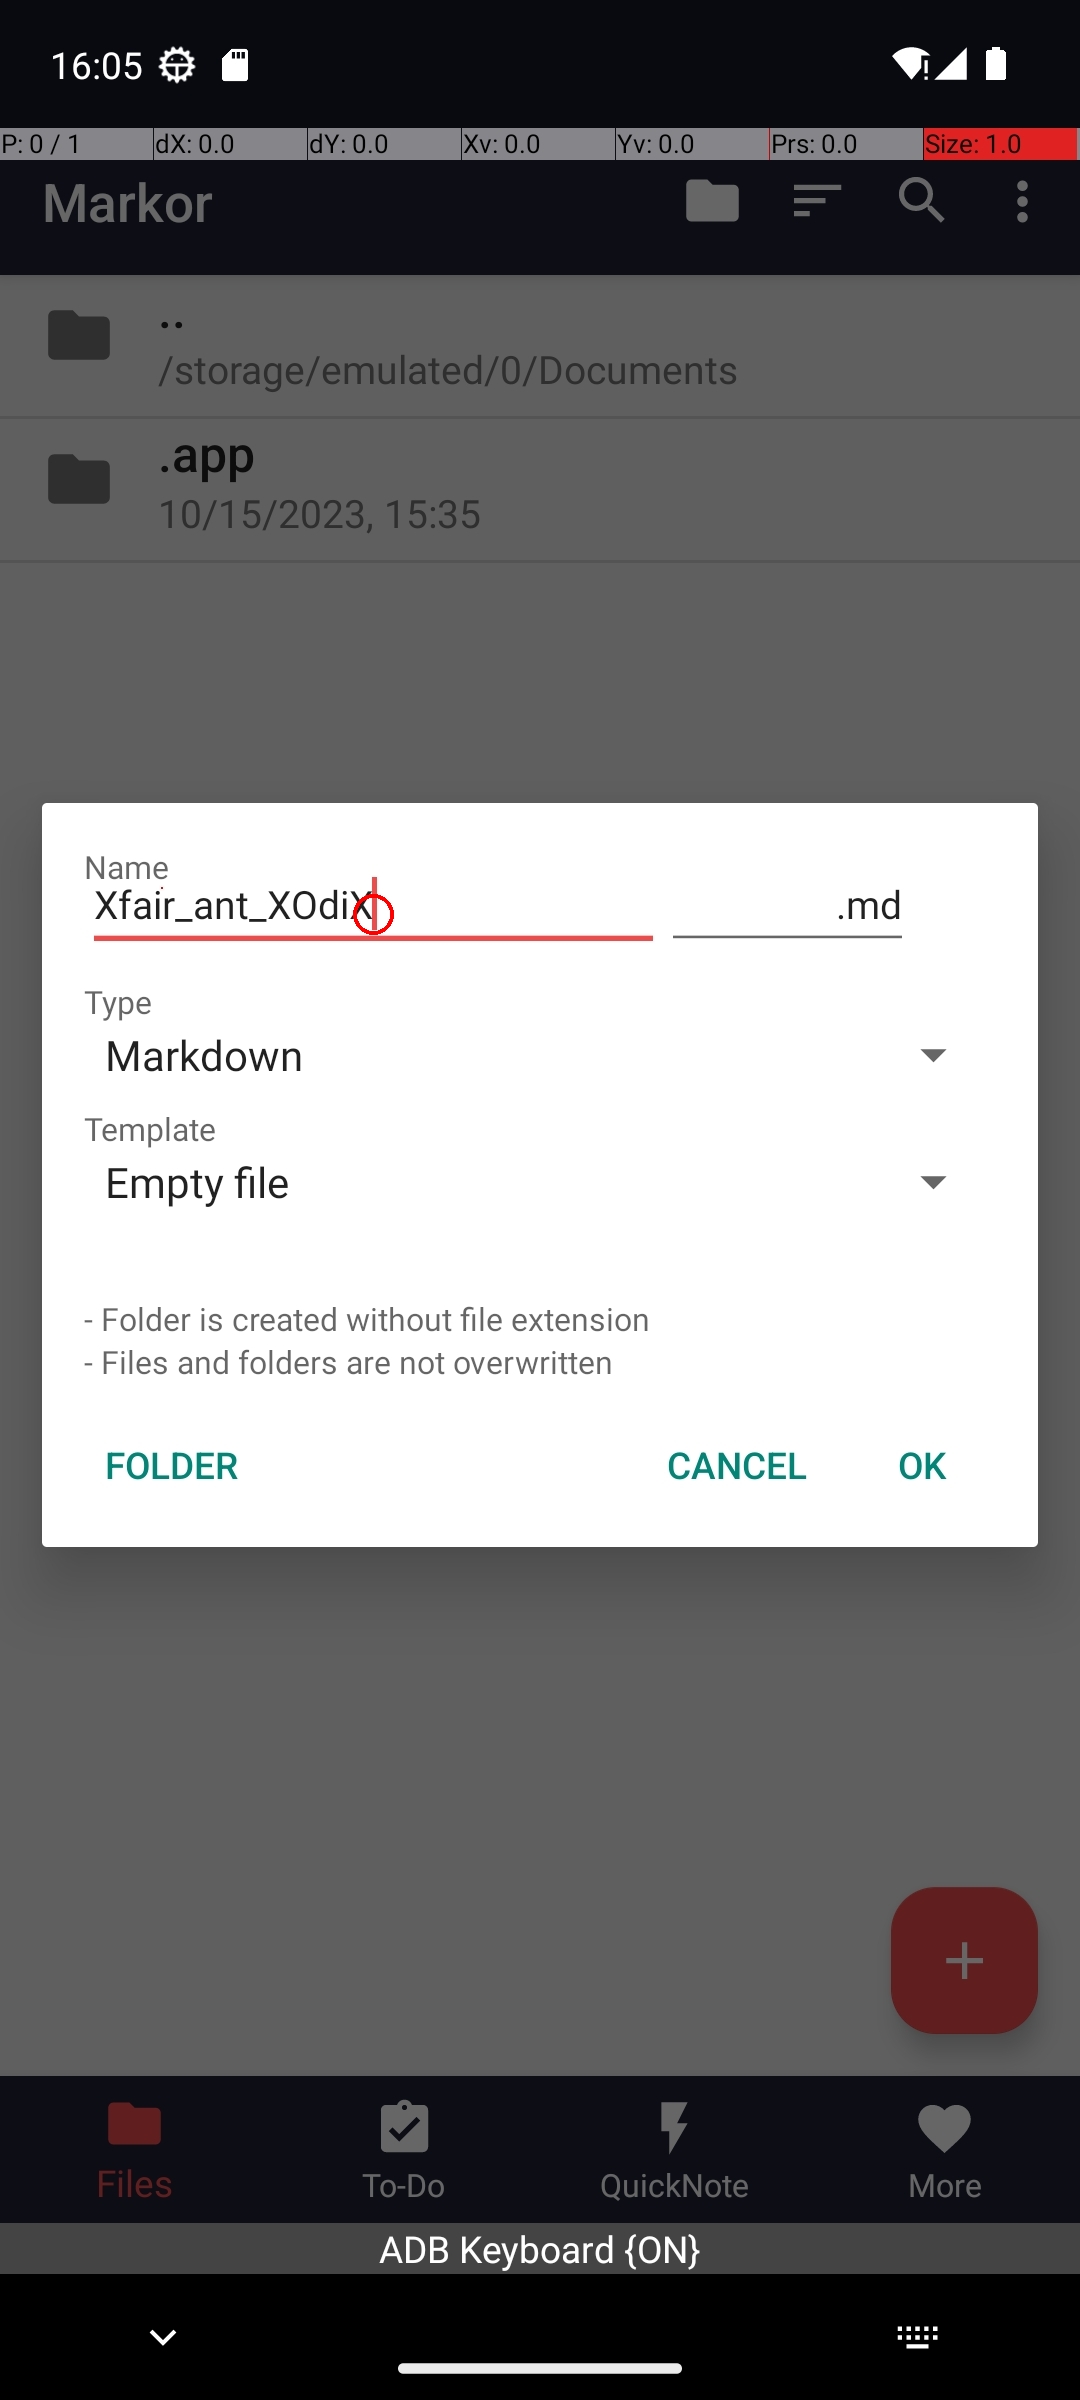 16:05
P: 0 / 1 dX: 0.0 dY: 0.0 Xv: 0.0 Yv: 0.0 Prs: 0.0 Size: 1.0
Markor
..
/storage/emulated/0/Documents
.app
10/15/2023, 15:35
Name
Xfair_ant_XOdiX .md
Type
Markdown
Template
Empty file
- Folder is created without file extension
- Files and folders are not overwritten
FOLDER CANCEL OK
Files To-Do QuickNote More
ADB Keyboard {ON}